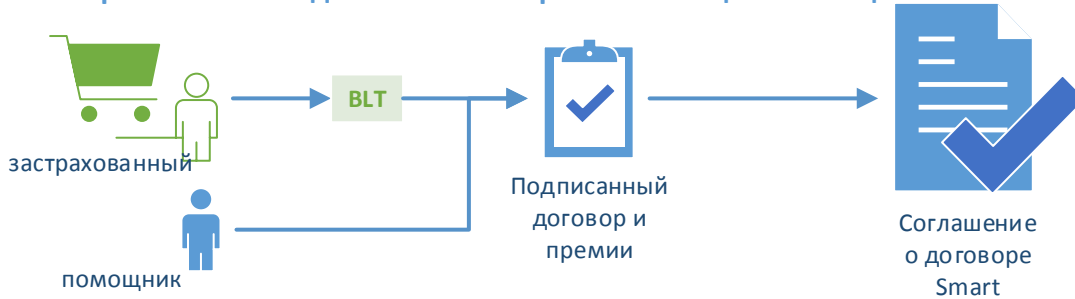 BLT
застрахованный
Подписанный
договор и
премии
помощник
Соглашение
о договоре
Smart